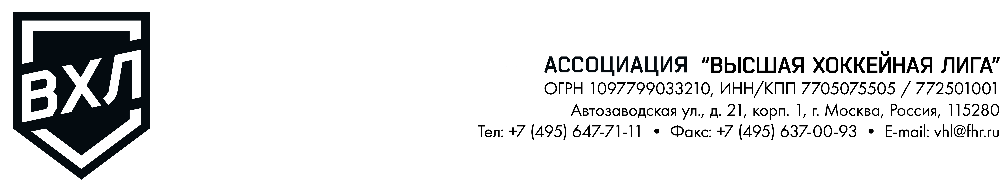 ВХЛ
АССОЦИАЦИЯ “ВЫСШАЯ ХОККЕЙНАЯ ЛИГА”
ОГРН 1097799033210, ИНН/КПП 7705075505 / 772501001
Автозаводская ул., д. 21, корп. 1, г. Москва, Россия, 115280
Тел: +7 (495) 647-71-11 • Факс: +7 (495) 637-00-93 • E-mail: vhl@fhr.ru